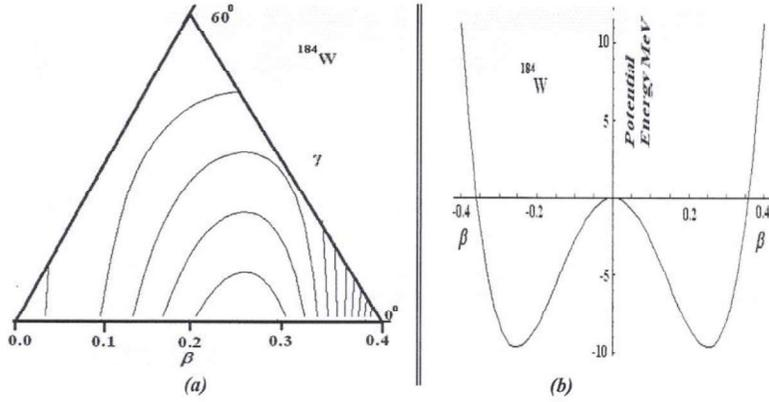 60⁰
¹⁸⁴W
γ
0⁰
0.0 0.1 0.2 0.3 0.4
β
(a)
10
Potential
Energy MeV
¹⁸⁴W
5
-0.4 -0.2 0.2 0.4
β β
-5
-10
(b)